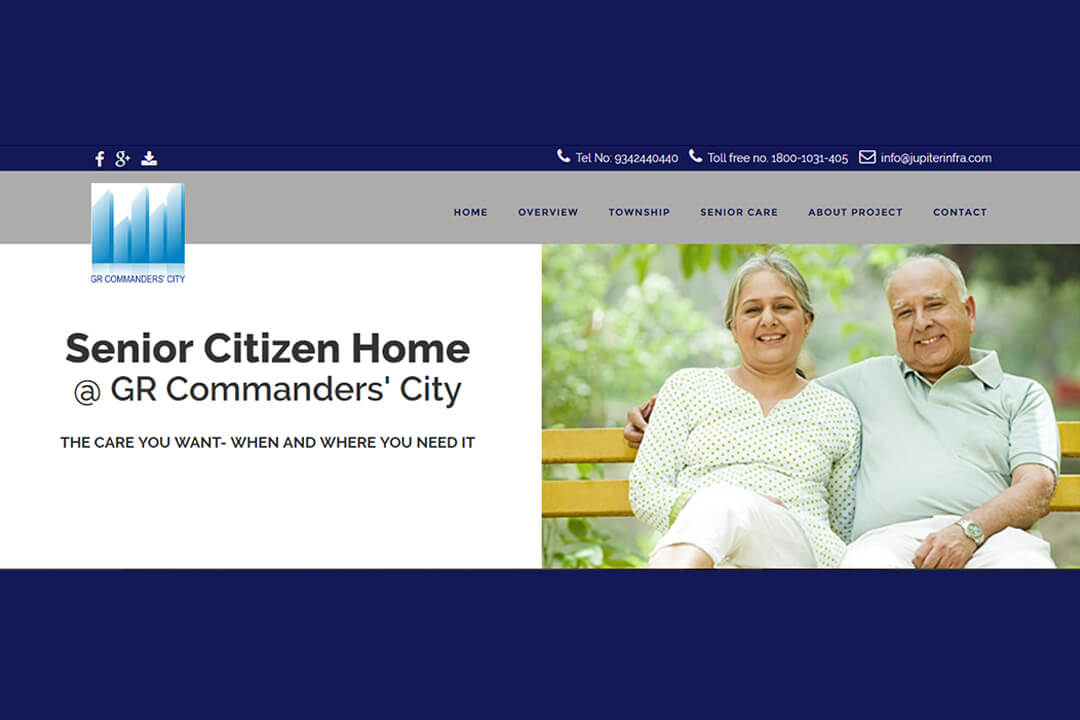 Tel No: 9342440440 Toll free no. 1800-1031-405 info@jupiterinfra.com
GR COMMANDERS' CITY
HOME OVERVIEW TOWNSHIP SENIOR CARE ABOUT PROJECT CONTACT
Senior Citizen Home
@ GR Commanders' City
THE CARE YOU WANT- WHEN AND WHERE YOU NEED IT